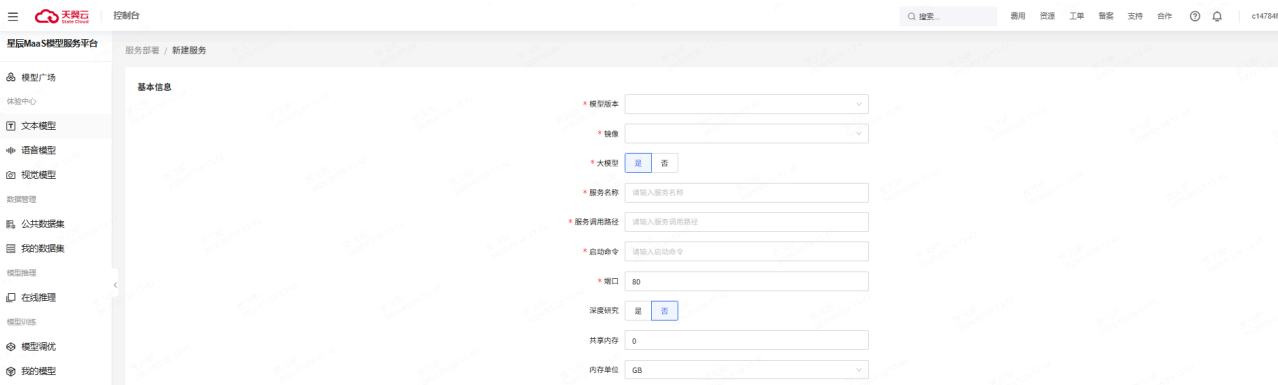 天翼云
State Cloud
控制台
搜索...
费用 资源 工单 备案 支持 合作
c14784f
星辰MaaS模型服务平台
服务部署 / 新建服务
模型广场
体验中心
文本模型
语音模型
视觉模型
数据管理
公共数据集
我的数据集
模型推理
在线推理
模型训练
模型调优
我的模型
基本信息
* 模型版本
* 镜像
* 大模型 是 否
* 服务名称 请输入服务名称
* 服务调用路径 请输入服务调用路径
* 启动命令 请输入启动命令
* 端口 80
深度研究 是 否
共享内存 0
内存单位 GB